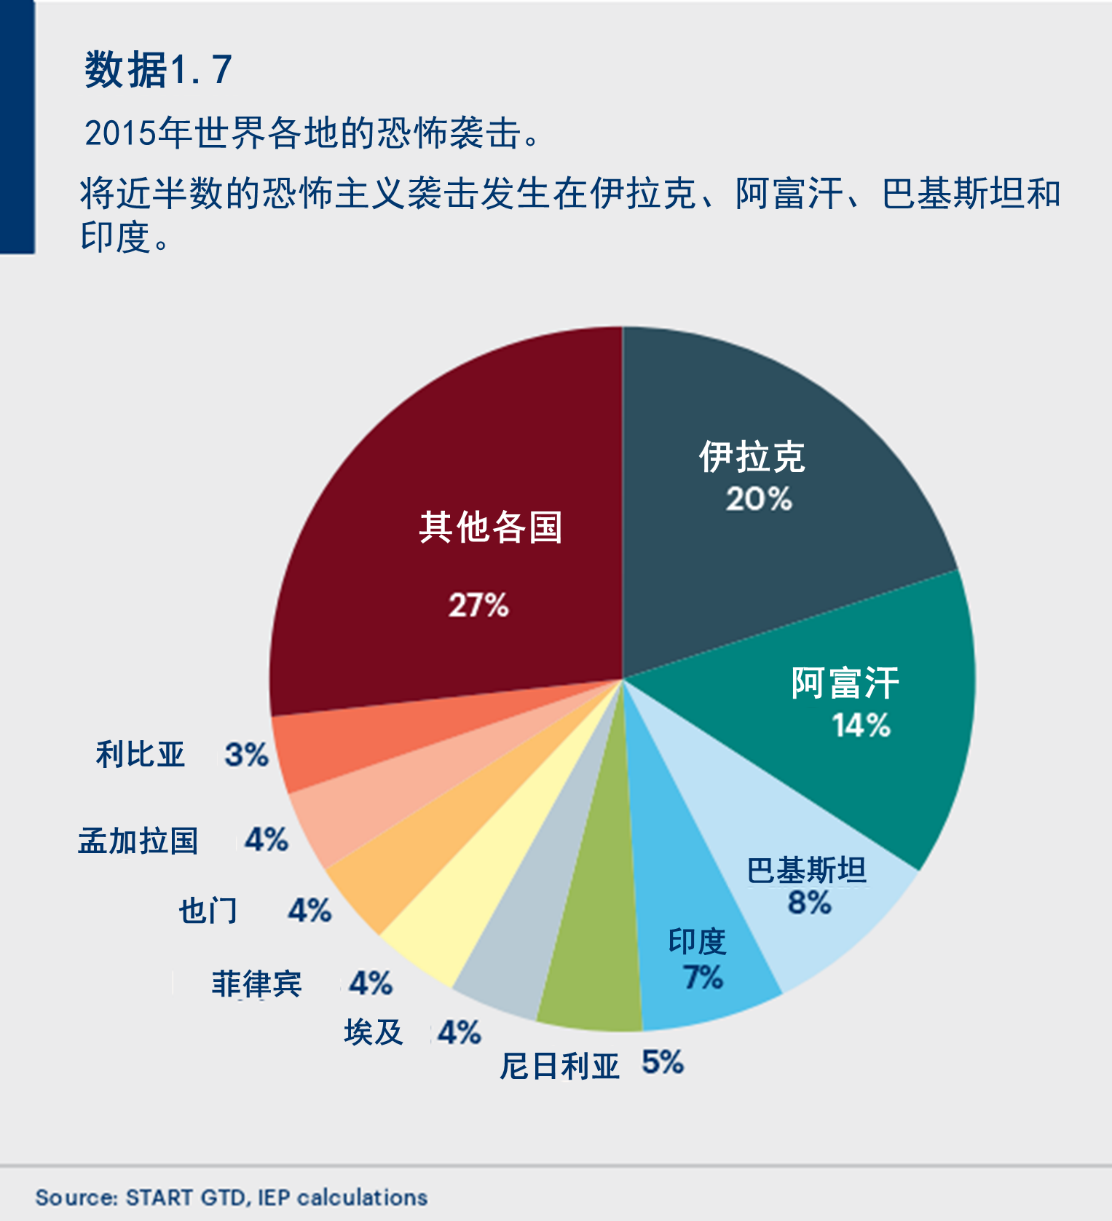 数据1.7
2015年世界各地的恐怖袭击。
将近半数的恐怖主义袭击发生在伊拉克、阿富汗、巴基斯坦和
印度。
伊拉克
20%
其他各国
27%
阿富汗
14%
利比亚 3%
孟加拉国 4%
巴基斯坦
8%
也门 4%
印度
7%
菲律宾 4%
埃及 4%
尼日利亚 5%
Source: START GTD, IEP calculations